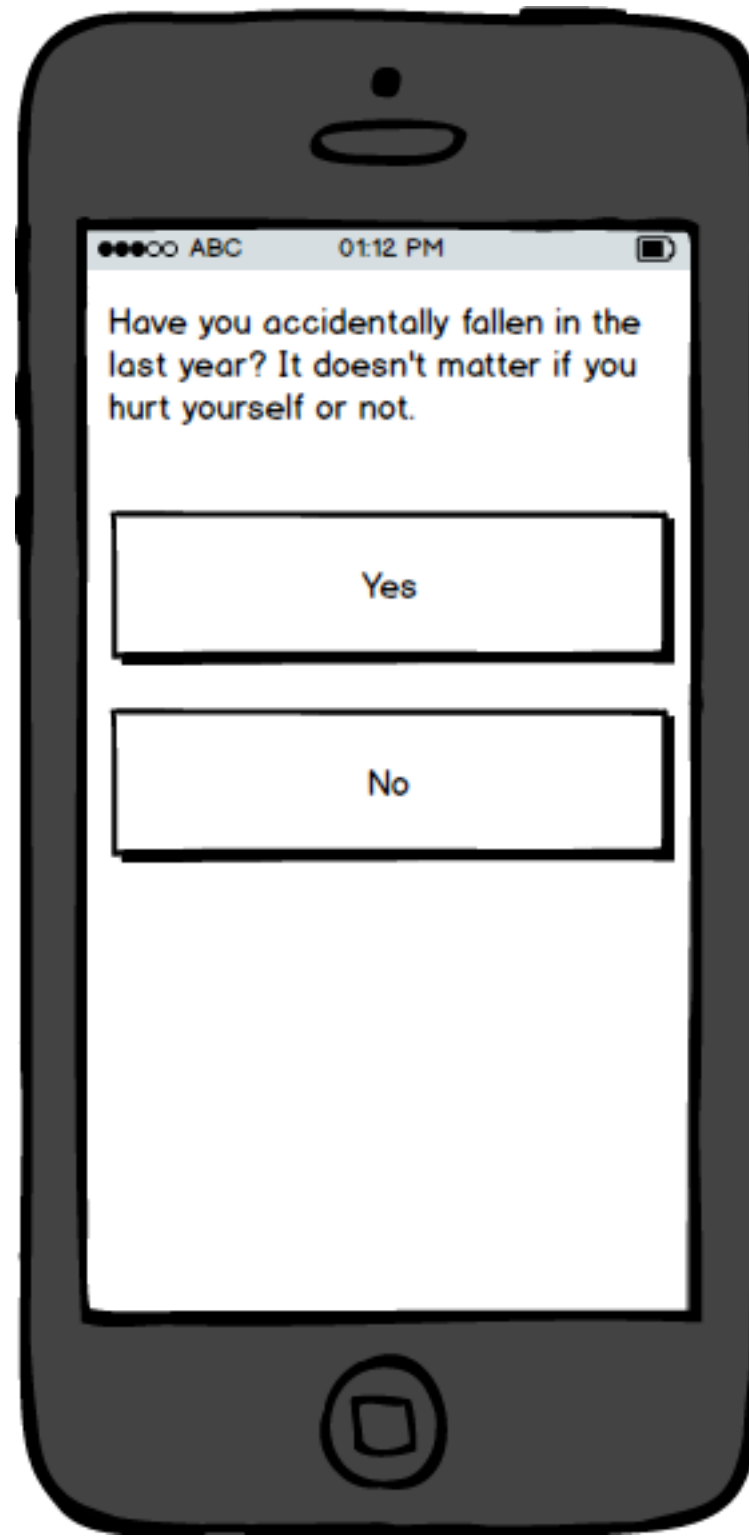 ABC 01:12 PM
Have you accidentally fallen in the
last year? It doesn't matter if you
hurt yourself or not.
Yes
No